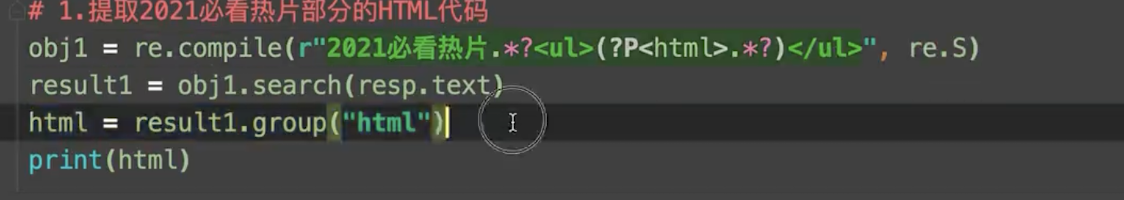 # 1.提取2021必看热片部分的HTML代码
obj1 = re.compile(r"2021必看热片.*?<ul>(?P<html>.*?)</ul>", re.S)
result1 = obj1.search(resp.text)
html = result1.group("html")
print(html)